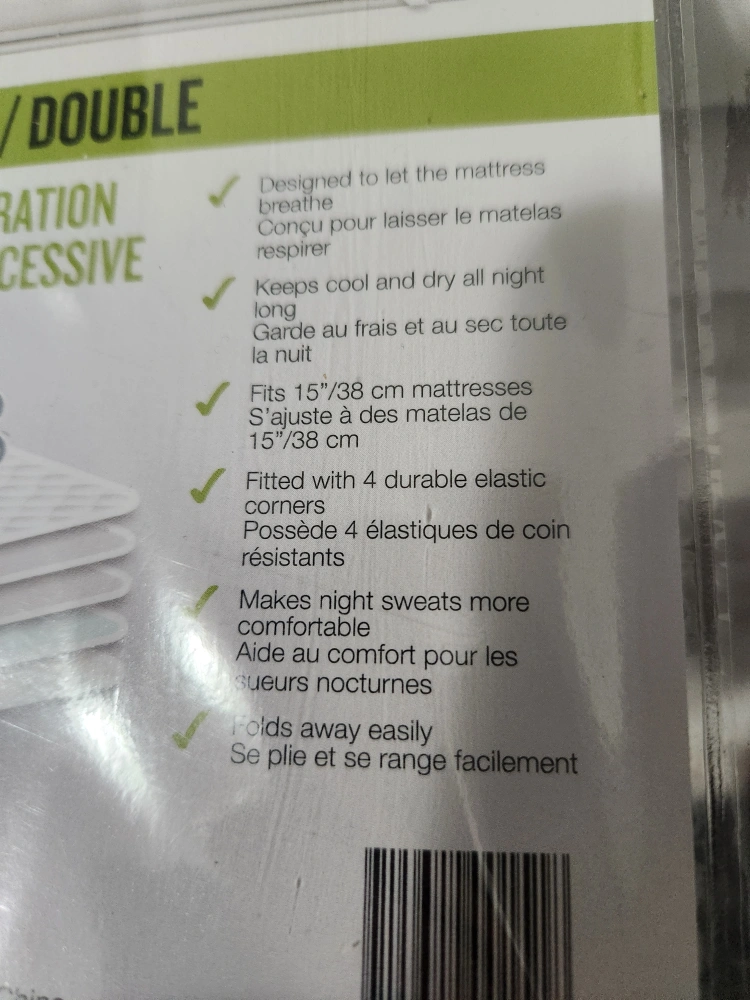 / DOUBLE
RATION
CESSIVE
Designed to let the mattress
breathe
Conçu pour laisser le matelas
respirer
Keeps cool and dry all night
long
Garde au frais et au sec toute
la nuit
Fits 15”/38 cm mattresses
S'ajuste à des matelas de
15”/38 cm
Fitted with 4 durable elastic
corners
Possède 4 élastiques de coin
résistants
Makes night sweats more
comfortable
Aide au comfort pour les
sueurs nocturnes
Folds away easily
Se plie et se range facilement